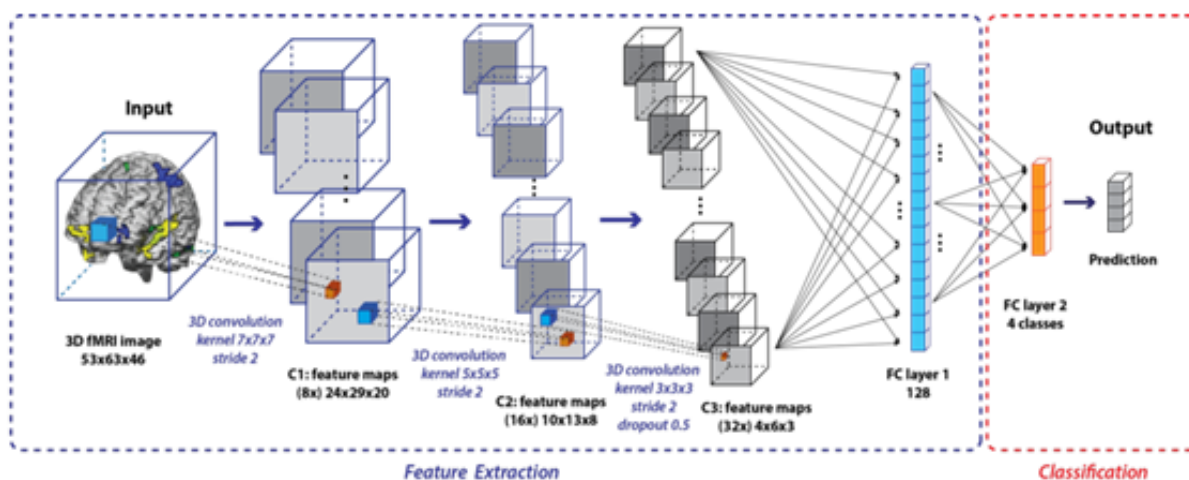 Input
3D fMRI image
53x63x46
3D convolution
kernel 7x7x7
stride 2
C1: feature maps
(8x) 24x29x20
3D convolution
kernel 5x5x5
stride 2
C2: feature maps
(16x) 10x13x8
3D convolution
kernel 3x3x3
stride 2
dropout 0.5
C3: feature maps
(32x) 4x6x3
FC layer 1
128
FC layer 2
4 classes
Output
Prediction
Feature Extraction
Classification